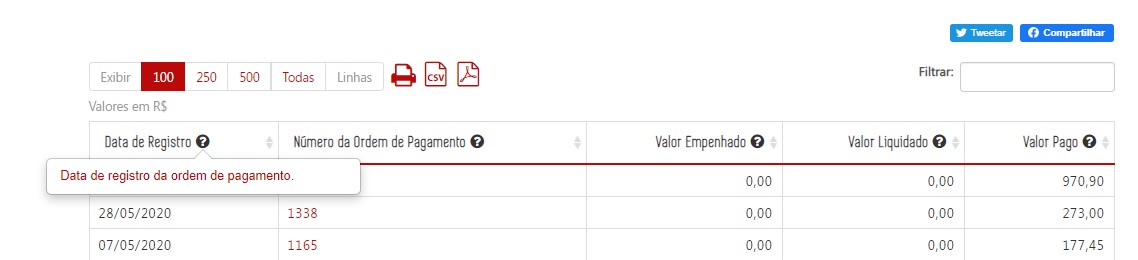 Tweetar Compartilhar
Exibir 100 250 500 Todas Linhas CSV Filtrar:
Valores em R$
Data de Registro ? Número da Ordem de Pagamento ? Valor Empenhado ? Valor Liquidado ? Valor Pago ?
Data de registro da ordem de pagamento.
0,00 0,00 970,90
28/05/2020 1338 0,00 0,00 273,00
07/05/2020 1165 0,00 0,00 177,45